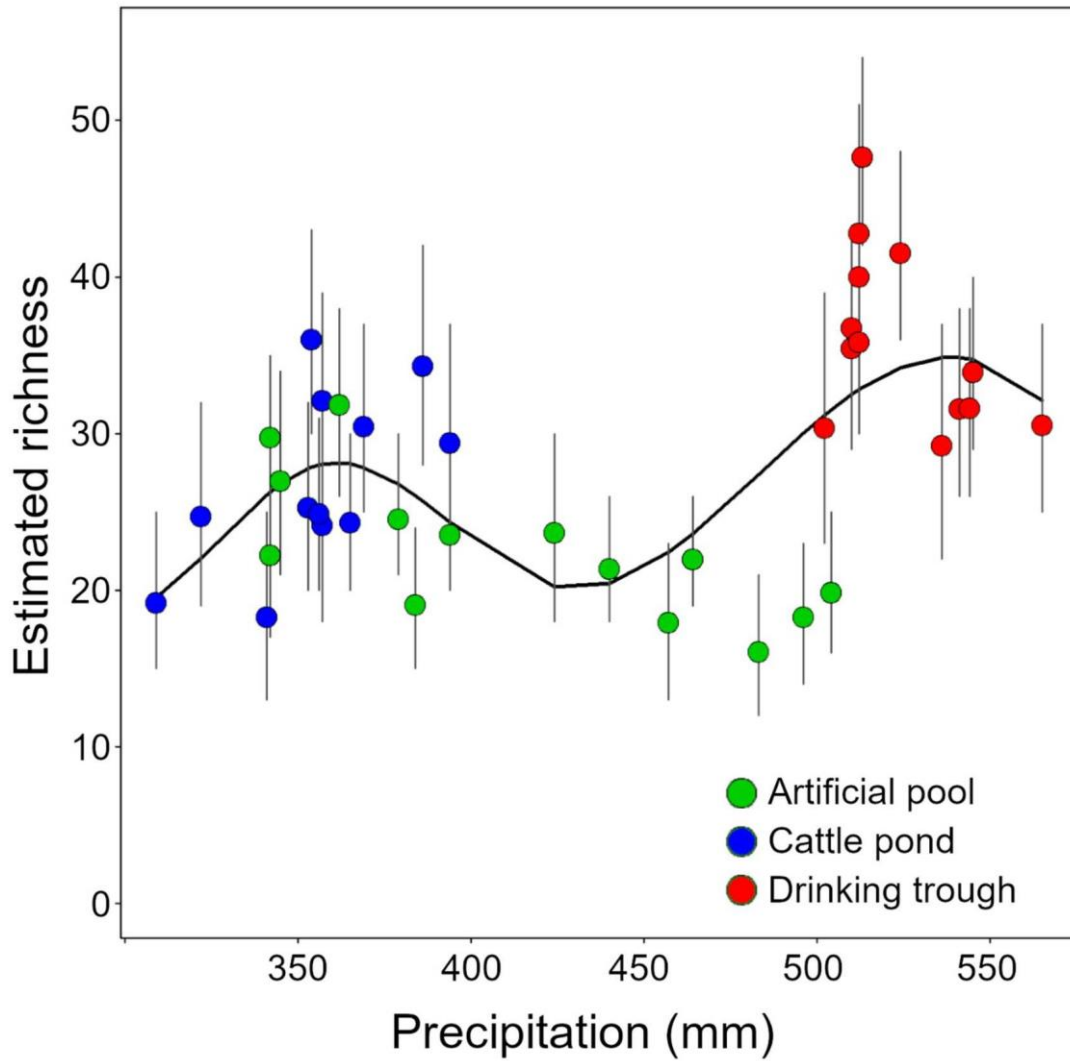 Estimated richness
50
40
30
20
10
0
Artificial pool
Cattle pond
Drinking trough
350 400 450 500 550
Precipitation (mm)